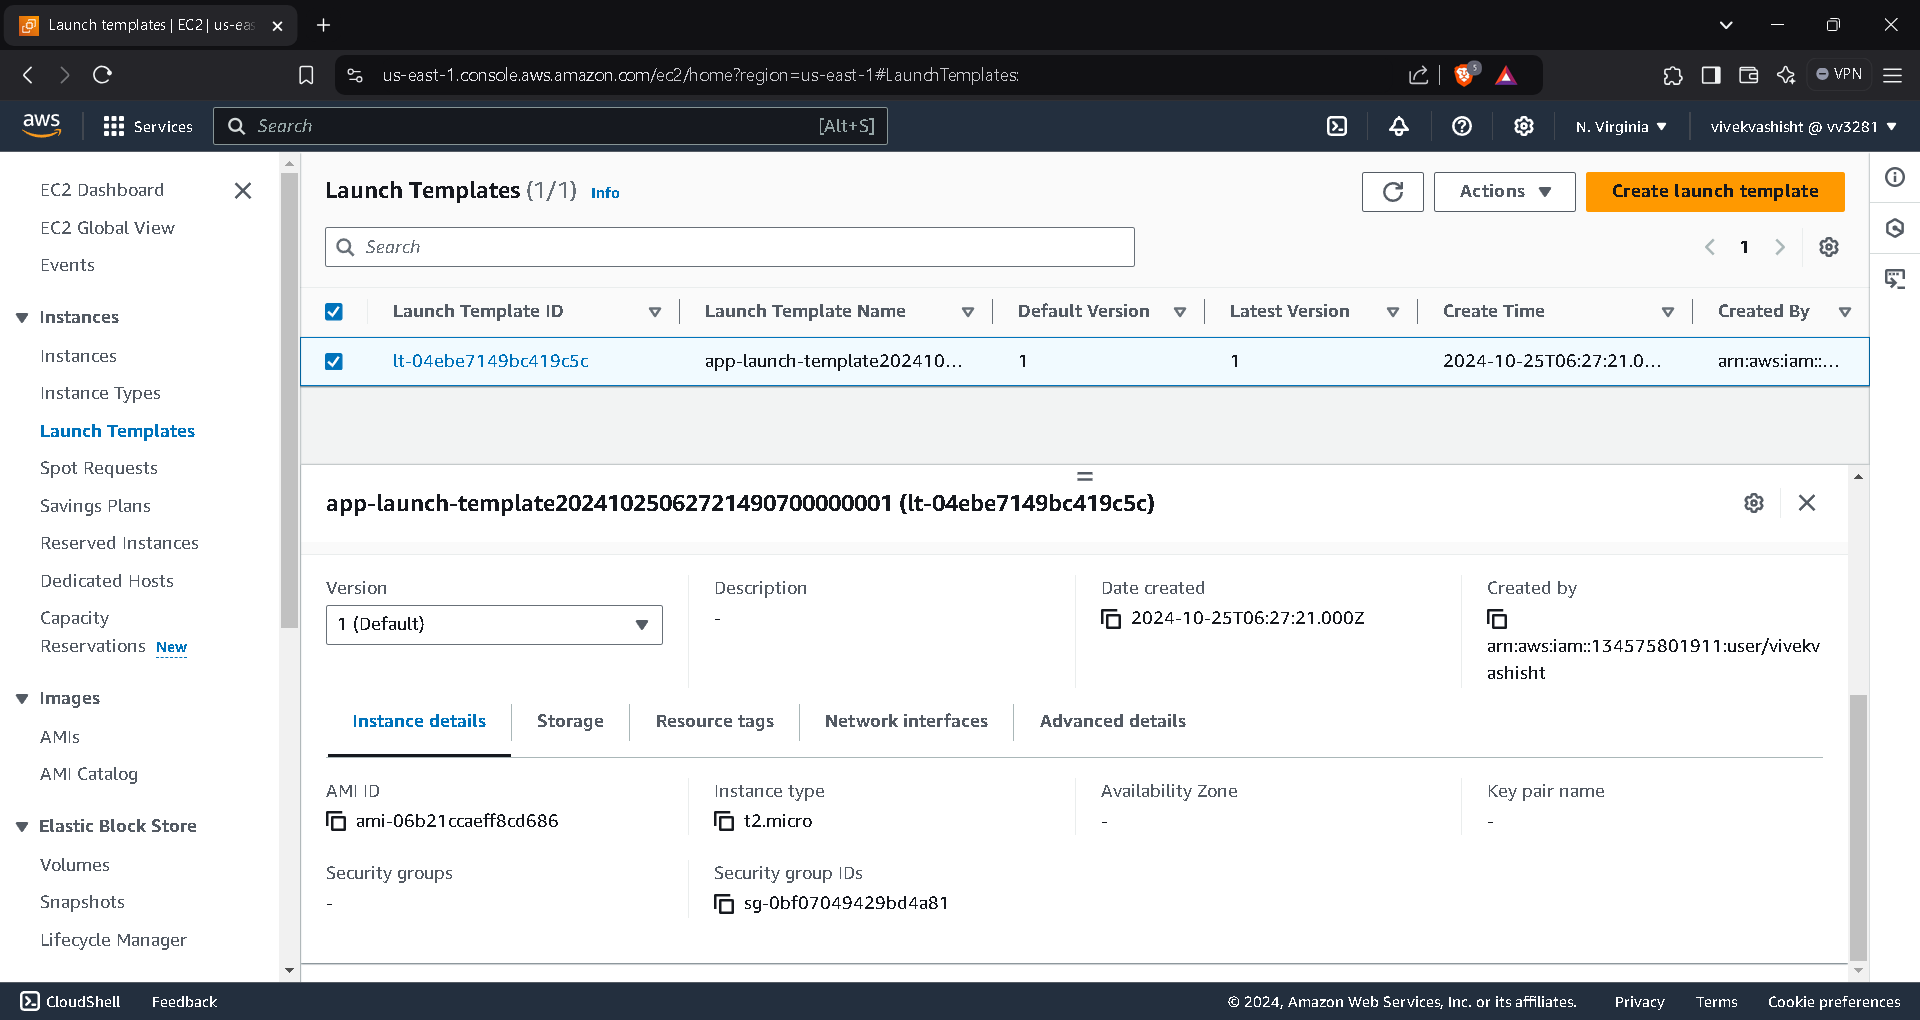 Launch templates | EC2 | us-eas
us-east-1.console.aws.amazon.com/ec2/home?region=us-east-1#LaunchTemplates:
5
VPN
aws
Services
Search
[Alt+S]
N. Virginia
vivekvashisht @ vv3281
EC2 Dashboard
EC2 Global View
Events
Instances
Instances
Instance Types
Launch Templates
Spot Requests
Savings Plans
Reserved Instances
Dedicated Hosts
Capacity
Reservations New
Images
AMIs
AMI Catalog
Elastic Block Store
Volumes
Snapshots
Lifecycle Manager
Launch Templates (1/1) Info
Actions
Create launch template
Search
1
Launch Template ID
Launch Template Name
Default Version
Latest Version
Create Time
Created By
lt-04ebe7149bc419c5c
app-launch-template202410...
1
1
2024-10-25T06:27:21.0...
arn:aws:iam::...
app-launch-template20241025062721490700000001 (lt-04ebe7149bc419c5c)
Version
1 (Default)
Description
-
Date created
2024-10-25T06:27:21.000Z
Created by
arn:aws:iam::134575801911:user/vivekv
ashisht
Instance details
Storage
Resource tags
Network interfaces
Advanced details
AMI ID
ami-06b21ccaeff8cd686
Instance type
t2.micro
Availability Zone
-
Key pair name
-
Security groups
-
Security group IDs
sg-0bf07049429bd4a81
CloudShell
Feedback
© 2024, Amazon Web Services, Inc. or its affiliates.
Privacy
Terms
Cookie preferences